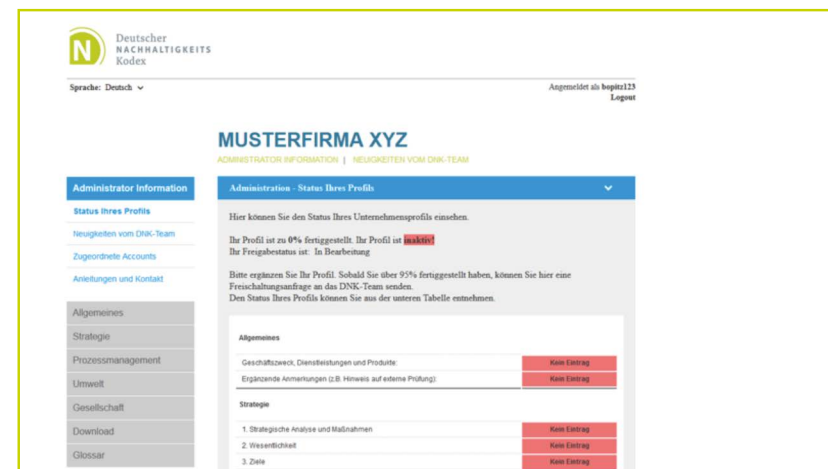 Deutscher
NACHHALTIGKEITS
Kodex
Sprache: Deutsch
Angemeldet als bopitz123
Logout
MUSTERFIRMA XYZ
ADMINISTRATOR INFORMATION | NEUIGKEITEN VOM DNK-TEAM
Administrator Information
Status Ihres Profils
Neuigkeiten vom DNK-Team
Zugeordnete Accounts
Anleitungen und Kontakt
Allgemeines
Strategie
Prozessmanagement
Umwelt
Gesellschaft
Download
Glossar
Administration - Status Ihres Profils
Hier können Sie den Status Ihres Unternehmensprofils einsehen.
Ihr Profil ist zu 0% fertiggestellt. Ihr Profil ist inaktiv!
Ihr Freigabestatus ist: In Bearbeitung
Bitte ergänzen Sie Ihr Profil. Sobald Sie über 95% fertiggestellt haben, können Sie hier eine
Freischaltungsanfrage an das DNK-Team senden.
Den Status Ihres Profils können Sie aus der unteren Tabelle entnehmen.
Allgemeines
Geschäftszweck, Dienstleistungen und Produkte: Kein Eintrag
Ergänzende Anmerkungen (z.B. Hinweis auf externe Prüfung): Kein Eintrag
Strategie
1. Strategische Analyse und Maßnahmen Kein Eintrag
2. Wesentlichkeit Kein Eintrag
3. Ziele Kein Eintrag